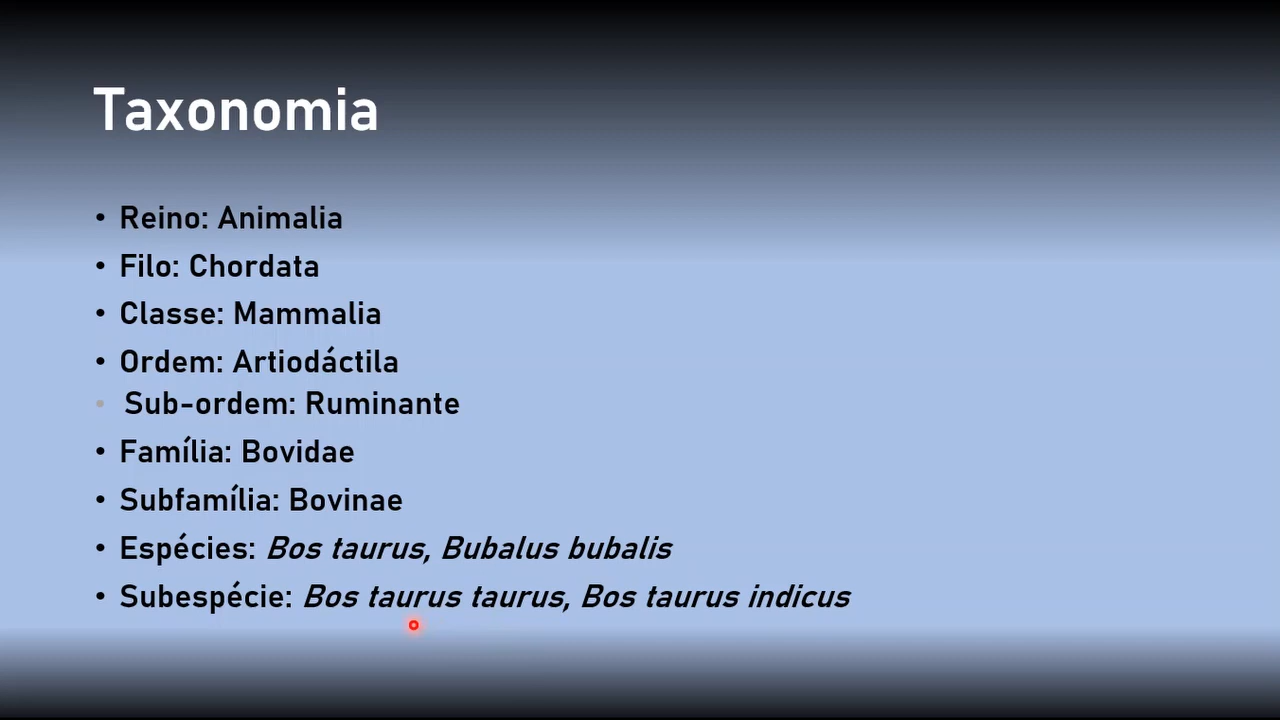 Taxonomia
• Reino: Animalia
• Filo: Chordata
• Classe: Mammalia
• Ordem: Artiodáctila
• Sub-ordem: Ruminante
• Família: Bovidae
• Subfamília: Bovinae
• Espécies: Bos taurus, Bubalus bubalis
• Subespécie: Bos taurus taurus, Bos taurus indicus